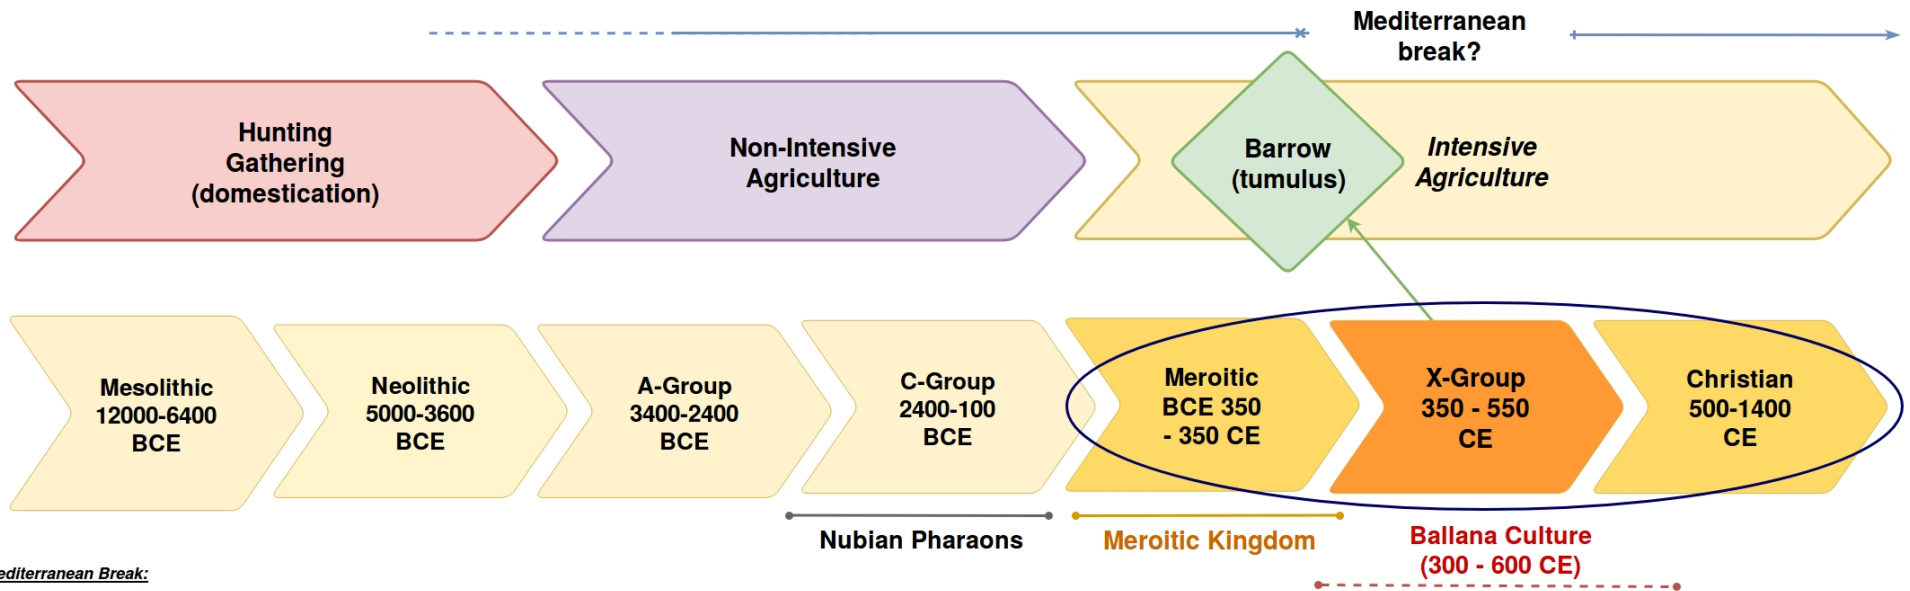 Mediterranean
break?
Hunting
Gathering
(domestication)
Non-Intensive
Agriculture
Barrow
(tumulus)
Intensive
Agriculture
Mesolithic
12000-6400
BCE
Neolithic
5000-3600
BCE
A-Group
3400-2400
BCE
C-Group
2400-100
BCE
Meroitic
BCE 350
- 350 CE
X-Group
350 - 550
CE
Christian
500-1400
CE
Nubian Pharaons
Meroitic Kingdom
Ballana Culture
(300 - 600 CE)
editerranean Break: